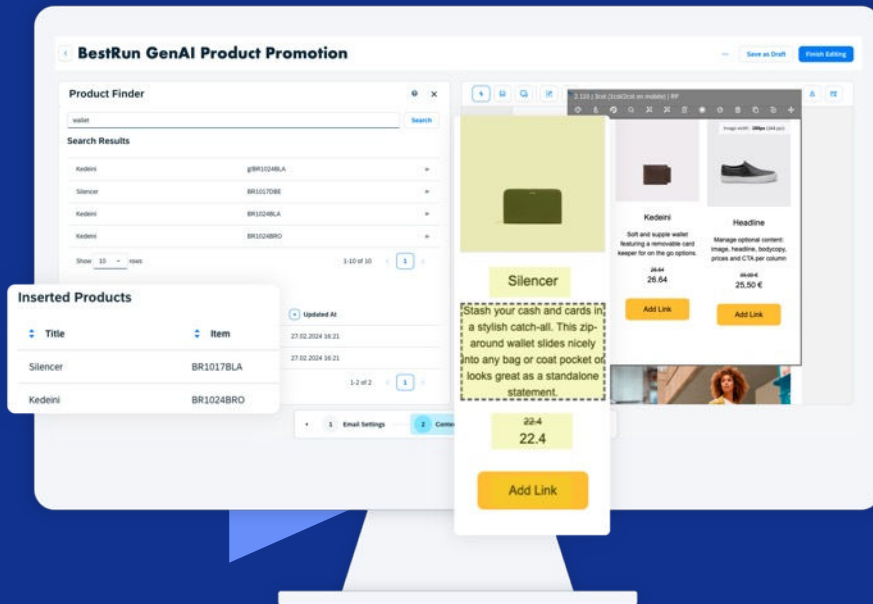 BestRun GenAI Product Promotion
Save as Draft
Finish Editing
Product Finder
wallet
Search
Search Results
Kedeini
gIBR1024BLA
Silencer
BR1017DBE
Kedeini
BR1024BLA
Kedeini
BR1024BRO
Show 10 rows
1-10 of 10
1
Inserted Products
Title
Item
Silencer
BR1017BLA
Kedeini
BR1024BRO
Updated At
27.02.2024 16:21
27.02.2024 16:21
1-2 of 2
1
1 Email Settings
2
Silencer
Stash your cash and cards in
a stylish catch-all. This zip-
around wallet slides nicely
into any bag or coat pocket or
looks great as a standalone
statement.
22.4
22.4
Add Link
Kedeini
Soft and supple wallet
featuring a removable card
keeper for on the go options.
26.64
26.64
Add Link
Headline
Manage optional content:
image, headline, bodycopy,
prices and CTA per column
25,50 €
Add Link